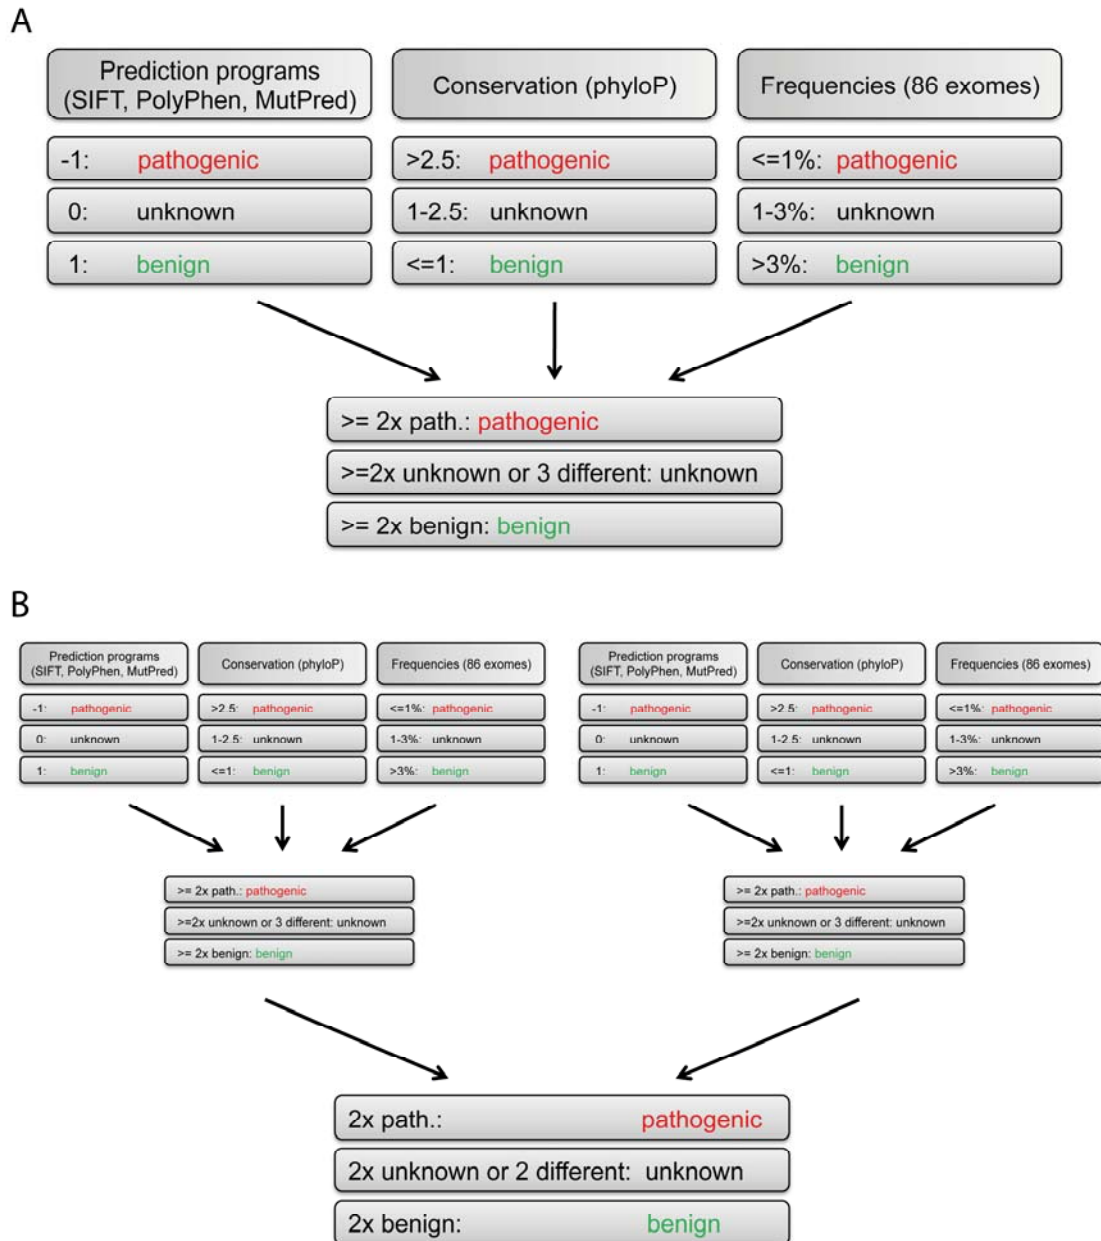 A
Prediction programs
(SIFT, PolyPhen, MutPred)
Conservation (phyloP)
Frequencies (86 exomes)
-1: pathogenic
>2.5: pathogenic
<=1%: pathogenic
0: unknown
1-2.5: unknown
1-3%: unknown
1: benign
<=1: benign
>3%: benign
>= 2x path.: pathogenic
>=2x unknown or 3 different: unknown
>= 2x benign: benign
B
Prediction programs
(SIFT, PolyPhen, MutPred)
Conservation (phyloP)
Frequencies (86 exomes)
-1: pathogenic
>2.5: pathogenic
<=1%: pathogenic
0: unknown
1-2.5: unknown
1-3%: unknown
1: benign
<=1: benign
>3%: benign
>= 2x path.: pathogenic
>=2x unknown or 3 different: unknown
>= 2x benign: benign
Prediction programs
(SIFT, PolyPhen, MutPred)
Conservation (phyloP)
Frequencies (86 exomes)
-1: pathogenic
>2.5: pathogenic
<=1%: pathogenic
0: unknown
1-2.5: unknown
1-3%: unknown
1: benign
<=1: benign
>3%: benign
>= 2x path.: pathogenic
>=2x unknown or 3 different: unknown
>= 2x benign: benign
2x path.: pathogenic
2x unknown or 2 different: unknown
2x benign: benign